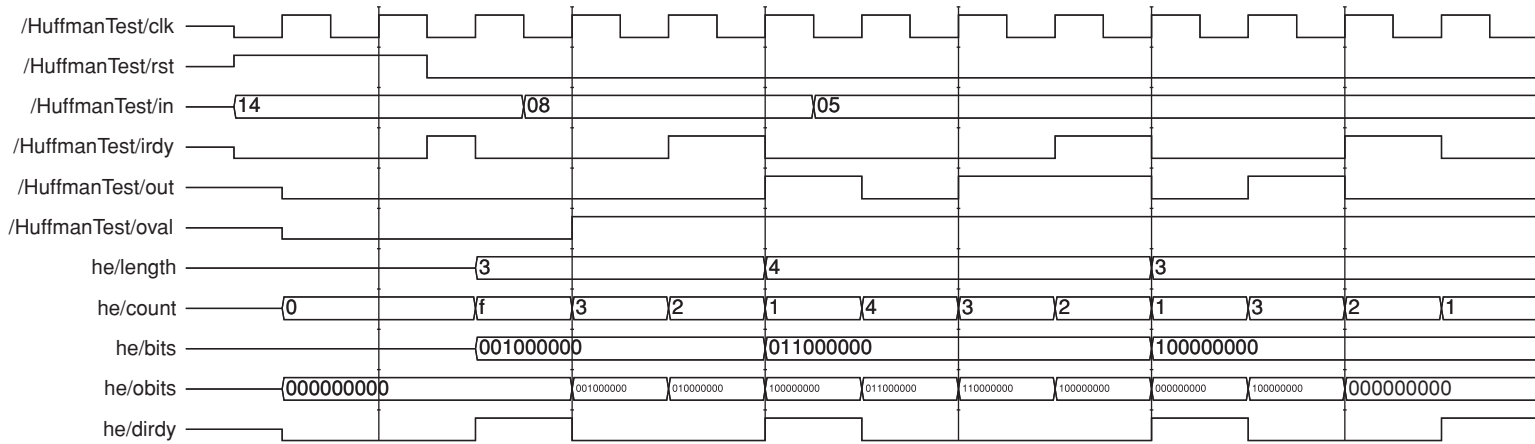 /HuffmanTest/clk
/HuffmanTest/rst
/HuffmanTest/in 14 08 05
/HuffmanTest/irdy
/HuffmanTest/out
/HuffmanTest/oval
he/length 3 4 3
he/count 0 f 3 2 1 4 3 2 1 3 2 1
he/bits 001000000 011000000 100000000
he/obits 000000000 001000000 010000000 100000000 011000000 110000000 100000000 000000000 100000000 000000000
he/dirdy